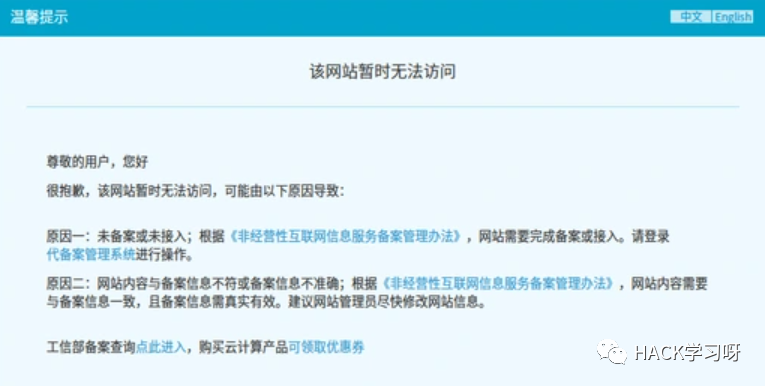 温馨提示
中文 English
该网站暂时无法访问
尊敬的用户，您好
很抱歉，该网站暂时无法访问，可能由以下原因导致：
原因一：未备案或未接入；根据《非经营性互联网信息服务备案管理办法》，网站需要完成备案或接入。请登录
代备案管理系统进行操作。
原因二：网站内容与备案信息不符或备案信息不准确；根据《非经营性互联网信息服务备案管理办法》，网站内容需要
与备案信息一致，且备案信息需真实有效。建议网站管理员尽快修改网站信息。
工信部备案查询点此进入，购买云计算产品可领取优惠券
HACK学习呀